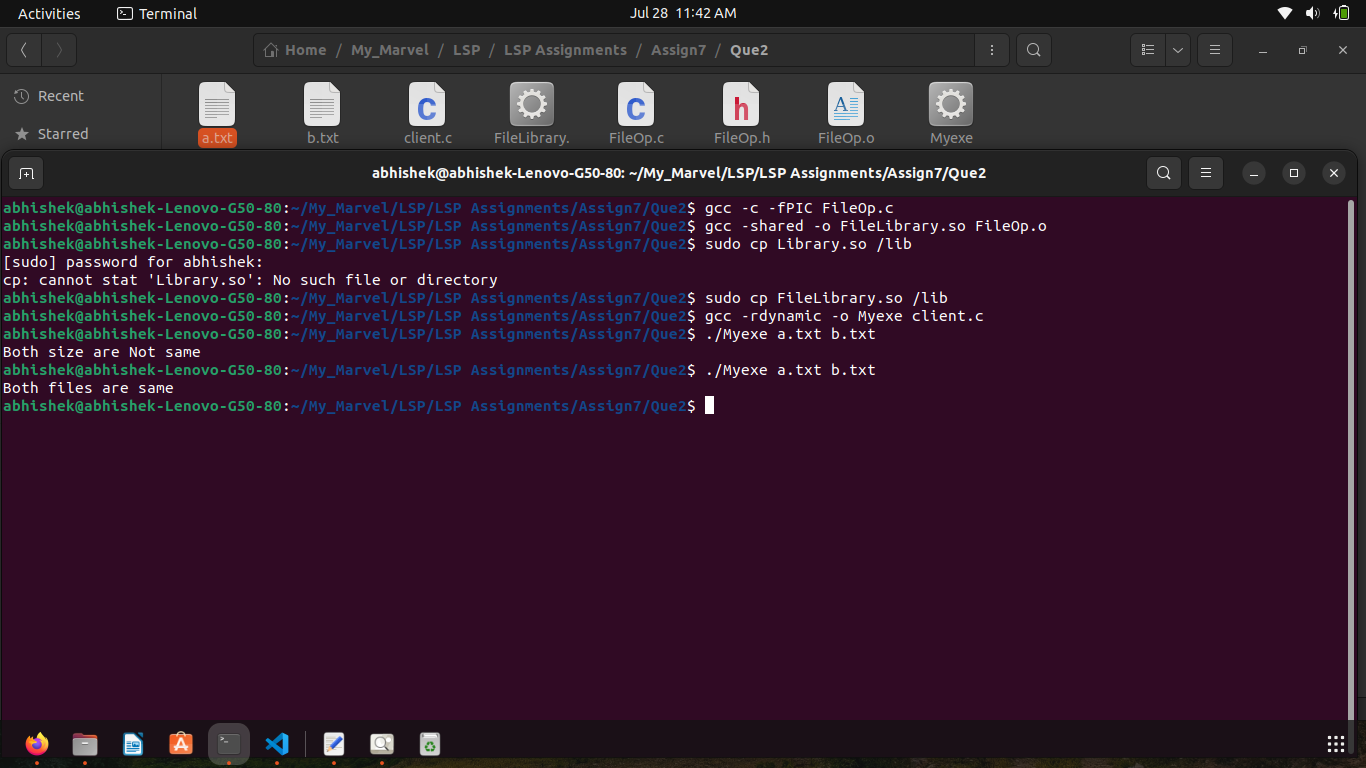 Activities
Terminal
Jul 28 11:42 AM
Home / My_Marvel / LSP / LSP Assignments / Assign7 / Que2
Recent
Starred
a.txt
b.txt
client.c
FileLibrary.
FileOp.c
FileOp.h
FileOp.o
Myexe
abhishek@abhishek-Lenovo-G50-80: ~/My_Marvel/LSP/LSP Assignments/Assign7/Que2
abhishek@abhishek-Lenovo-G50-80:~/My_Marvel/LSP/LSP Assignments/Assign7/Que2$ gcc -c -fPIC FileOp.c
abhishek@abhishek-Lenovo-G50-80:~/My_Marvel/LSP/LSP Assignments/Assign7/Que2$ gcc -shared -o FileLibrary.so FileOp.o
abhishek@abhishek-Lenovo-G50-80:~/My_Marvel/LSP/LSP Assignments/Assign7/Que2$ sudo cp Library.so /lib
[sudo] password for abhishek:
cp: cannot stat 'Library.so': No such file or directory
abhishek@abhishek-Lenovo-G50-80:~/My_Marvel/LSP/LSP Assignments/Assign7/Que2$ sudo cp FileLibrary.so /lib
abhishek@abhishek-Lenovo-G50-80:~/My_Marvel/LSP/LSP Assignments/Assign7/Que2$ gcc -rdynamic -o Myexe client.c
abhishek@abhishek-Lenovo-G50-80:~/My_Marvel/LSP/LSP Assignments/Assign7/Que2$ ./Myexe a.txt b.txt
Both size are Not same
abhishek@abhishek-Lenovo-G50-80:~/My_Marvel/LSP/LSP Assignments/Assign7/Que2$ ./Myexe a.txt b.txt
Both files are same
abhishek@abhishek-Lenovo-G50-80:~/My_Marvel/LSP/LSP Assignments/Assign7/Que2$